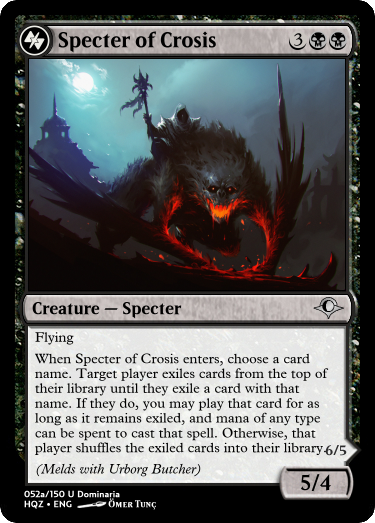 Specter of Crosis 3
Creature — Specter
Flying
When Specter of Crosis enters, choose a card
name. Target player exiles cards from the top of
their library until they exile a card with that
name. If they do, you may play that card for as
long as it remains exiled, and mana of any type
can be spent to cast that spell. Otherwise, that
player shuffles the exiled cards into their library.
6/5
(Melds with Urborg Butcher)
5/4
052a/150 U Dominaria
HQZ • ENG Ömer Tunç